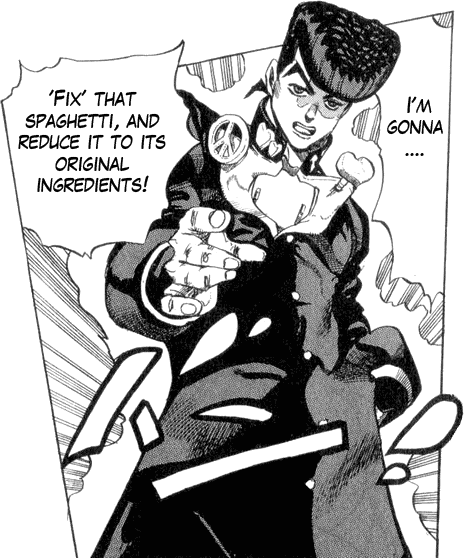 I'M
GONNA
....
'FIX' THAT
SPAGHETTI, AND
REDUCE IT TO ITS
ORIGINAL
INGREDIENTS!